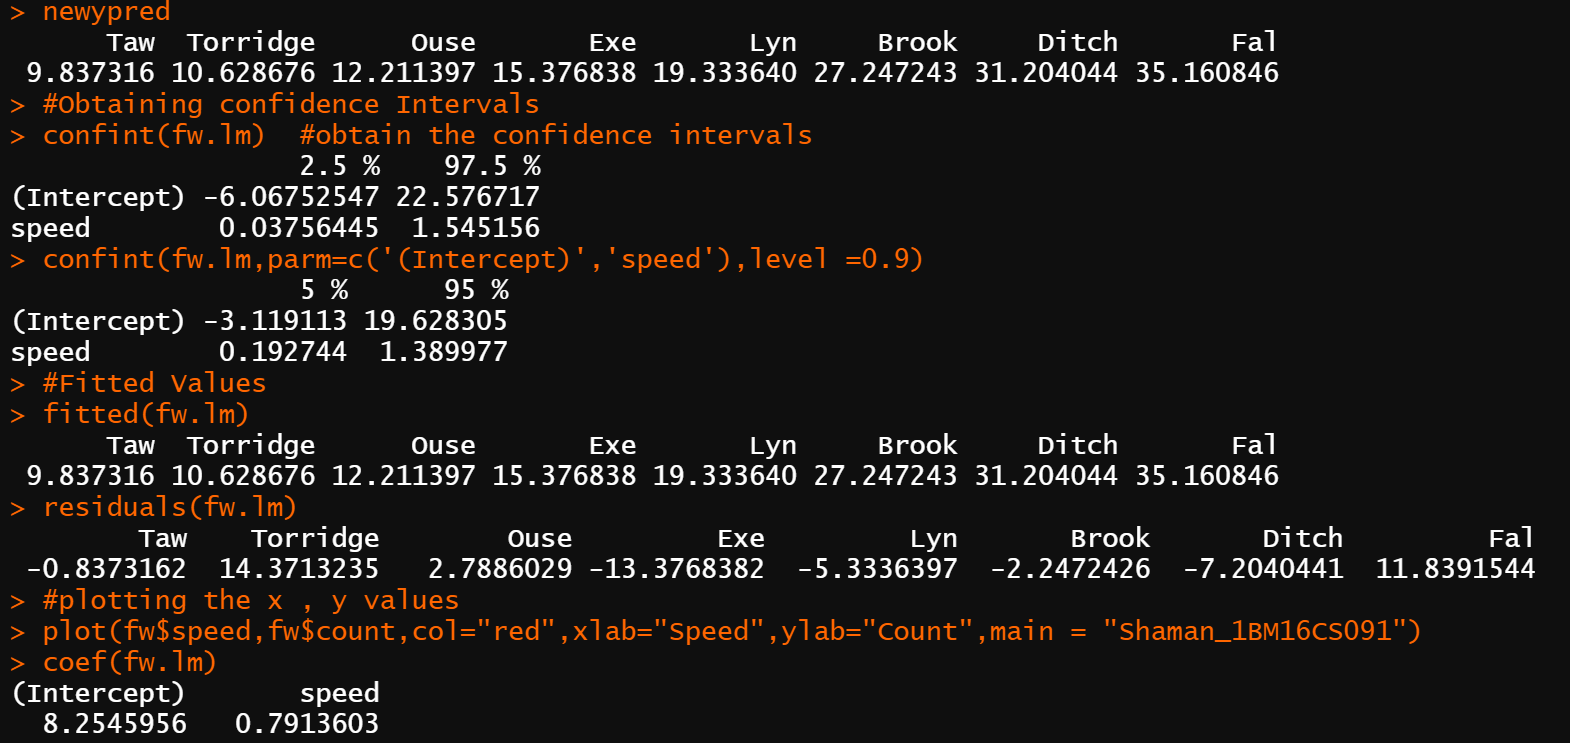 > newypred
      Taw  Torridge      Ouse       Exe       Lyn     Brook     Ditch       Fal
 9.837316 10.628676 12.211397 15.376838 19.333640 27.247243 31.204044 35.160846
> #Obtaining confidence Intervals
> confint(fw.lm)  #obtain the confidence intervals
                  2.5 %    97.5 %
(Intercept) -6.06752547 22.576717
speed        0.03756445  1.545156
> confint(fw.lm,parm=c('(Intercept)','speed'),level =0.9)
                  5 %      95 %
(Intercept) -3.119113 19.628305
speed        0.192744  1.389977
> #Fitted Values
> fitted(fw.lm)
      Taw  Torridge      Ouse       Exe       Lyn     Brook     Ditch       Fal
 9.837316 10.628676 12.211397 15.376838 19.333640 27.247243 31.204044 35.160846
> residuals(fw.lm)
        Taw    Torridge        Ouse         Exe         Lyn       Brook       Ditch         Fal
 -0.8373162  14.3713235   2.7886029 -13.3768382  -5.3336397  -2.2472426  -7.2040441  11.8391544
> #plotting the x , y values
> plot(fw$speed,fw$count,col="red",xlab="Speed",ylab="Count",main = "Shaman_1BM16CS091")
> coef(fw.lm)
(Intercept)       speed
  8.2545956   0.7913603